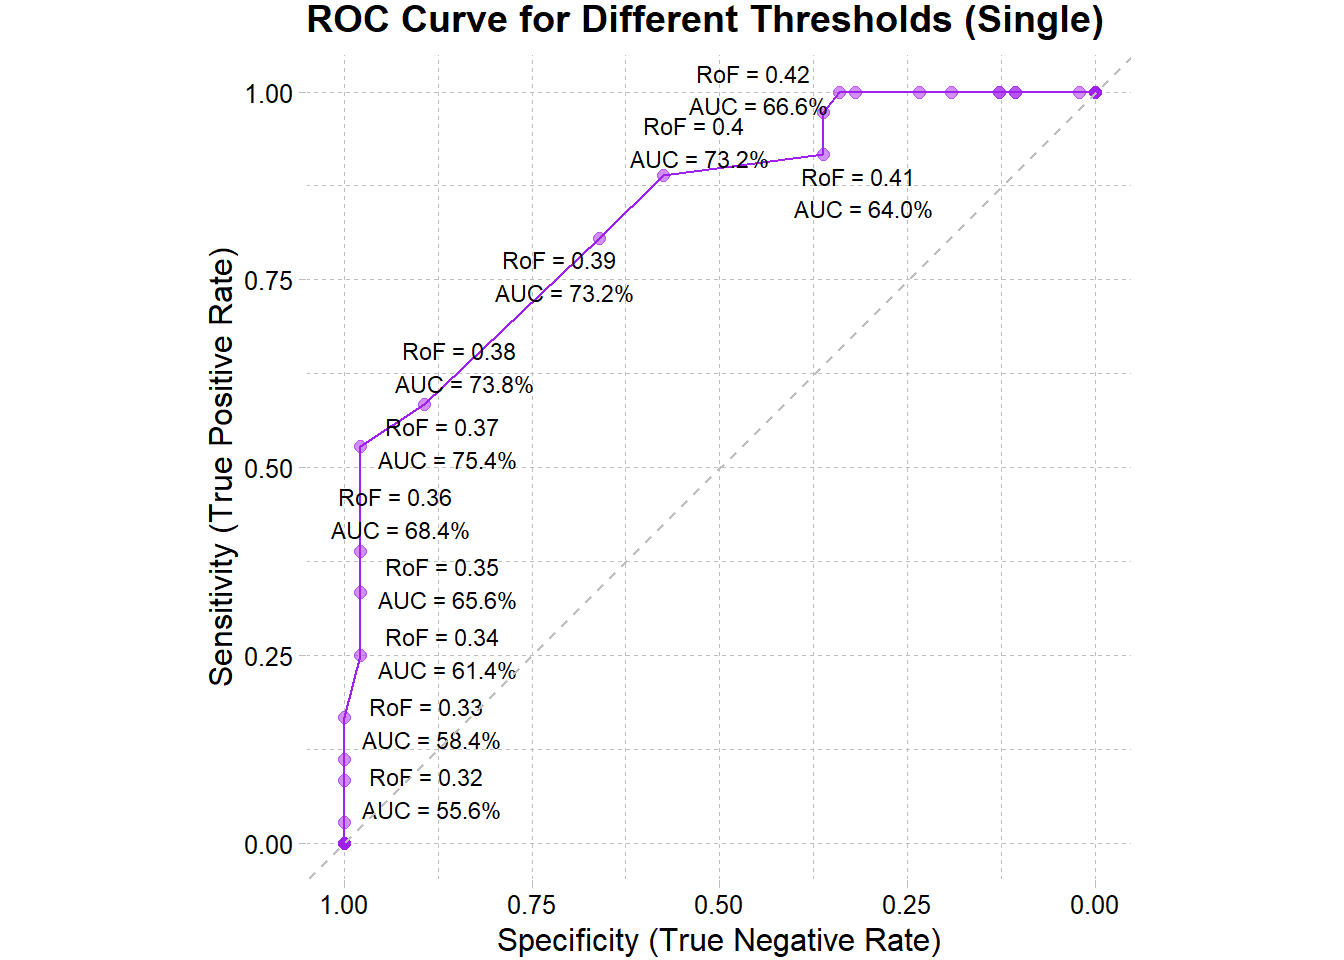 ROC Curve for Different Thresholds (Single)
RoF = 0.42
AUC = 66.6%
RoF = 0.4
AUC = 73.2%
RoF = 0.41
AUC = 64.0%
RoF = 0.39
AUC = 73.2%
RoF = 0.38
AUC = 73.8%
RoF = 0.37
AUC = 75.4%
RoF = 0.36
AUC = 68.4%
RoF = 0.35
AUC = 65.6%
RoF = 0.34
AUC = 61.4%
RoF = 0.33
AUC = 58.4%
RoF = 0.32
AUC = 55.6%
Sensitivity (True Positive Rate)
1.00
0.75
0.50
0.25
0.00
1.00 0.75 0.50 0.25 0.00
Specificity (True Negative Rate)